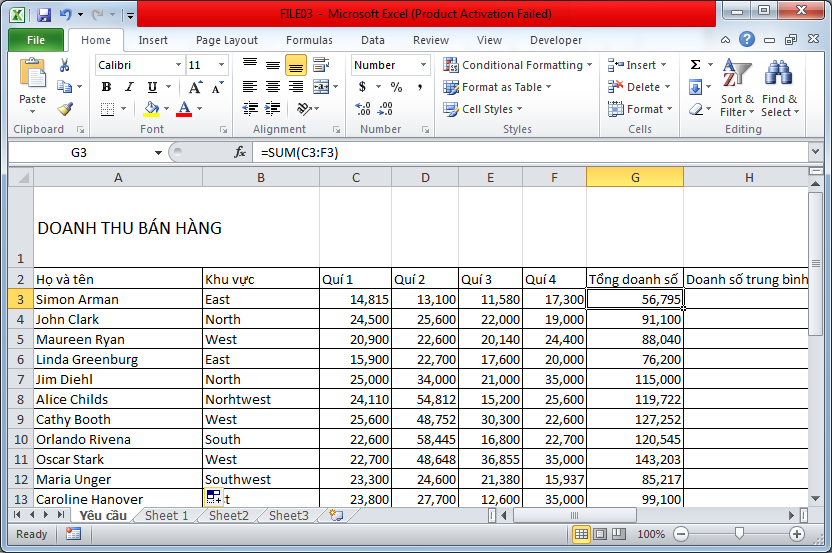 FILE03 - Microsoft Excel (Product Activation Failed)
File Home Insert Page Layout Formulas Data Review View Developer
Calibri 11 Number Conditional Formatting Insert Σ
Paste B I U A A $ % , Format as Table Delete Sort & Filter Find & Select
A .00 .0 Cell Styles Format
Clipboard Font Alignment Number Styles Cells Editing
G3 fx =SUM(C3:F3)
A B C D E F G H
1 DOANH THU BÁN HÀNG
2 Họ và tên Khu vực Quí 1 Quí 2 Quí 3 Quí 4 Tổng doanh số Doanh số trung bình
3 Simon Arman East 14,815 13,100 11,580 17,300 56,795
4 John Clark North 24,500 25,600 22,000 19,000 91,100
5 Maureen Ryan West 20,900 22,600 20,140 24,400 88,040
6 Linda Greenburg East 15,900 22,700 17,600 20,000 76,200
7 Jim Diehl North 25,000 34,000 21,000 35,000 115,000
8 Alice Childs Norhtwest 24,110 54,812 15,200 25,600 119,722
9 Cathy Booth West 25,600 48,752 30,300 22,600 127,252
10 Orlando Rivena South 22,600 58,445 16,800 22,700 120,545
11 Oscar Stark West 22,700 48,648 36,855 35,000 143,203
12 Maria Unger Southwest 23,300 24,600 21,380 15,937 85,217
13 Caroline Hanover 23,800 27,700 12,600 35,000 99,100
Yêu cầu Sheet 1 Sheet2 Sheet3
Ready 100%